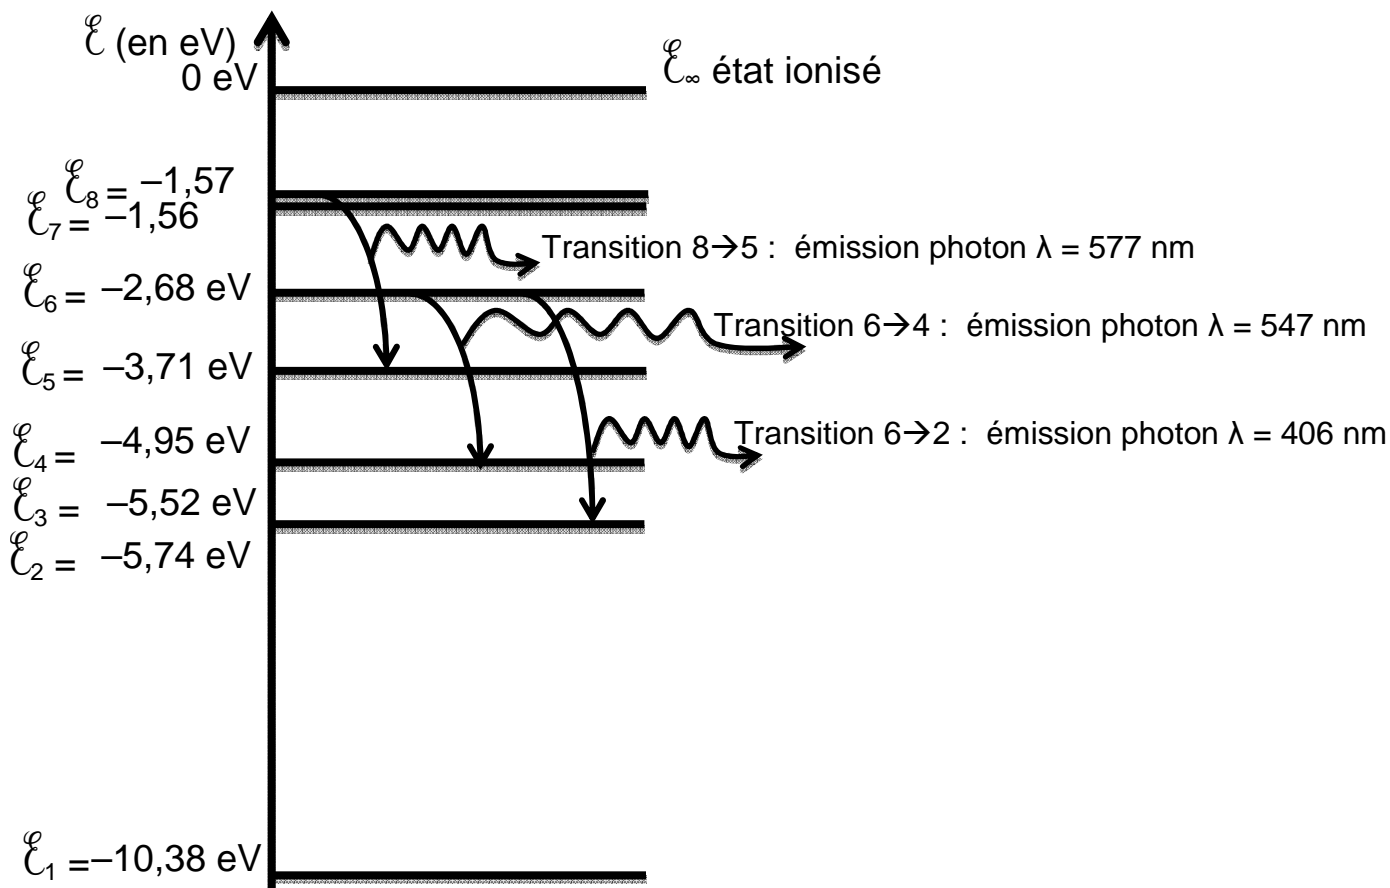 ℰ (en eV)
0 eV
ℰ∞ état ionisé
ℰ8 = –1,57
ℰ7 = –1,56
Transition 8→5 : émission photon λ = 577 nm
ℰ6 = –2,68 eV
Transition 6→4 : émission photon λ = 547 nm
ℰ5 = –3,71 eV
ℰ4 = –4,95 eV
Transition 6→2 : émission photon λ = 406 nm
ℰ3 = –5,52 eV
ℰ2 = –5,74 eV
ℰ1 = –10,38 eV